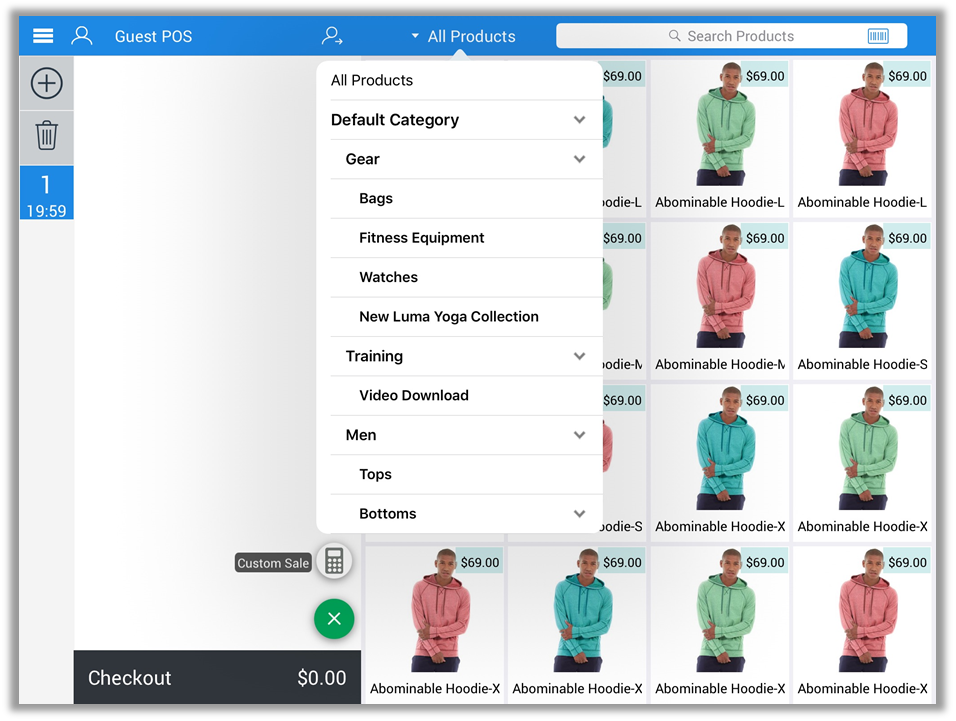 Guest POS
All Products
Search Products
1
19:59
All Products
Default Category
Gear
Bags
Fitness Equipment
Watches
New Luma Yoga Collection
Training
Video Download
Men
Tops
Bottoms
$69.00
$69.00
$69.00
oodie-L
Abominable Hoodie-L
Abominable Hoodie-L
$69.00
$69.00
$69.00
oodie-M
Abominable Hoodie-M
Abominable Hoodie-S
$69.00
$69.00
$69.00
oodie-S
Abominable Hoodie-X
Abominable Hoodie-X
Custom Sale
$69.00
$69.00
$69.00
$69.00
Abominable Hoodie-X
Abominable Hoodie-X
Abominable Hoodie-X
Abominable Hoodie-X
Checkout
$0.00